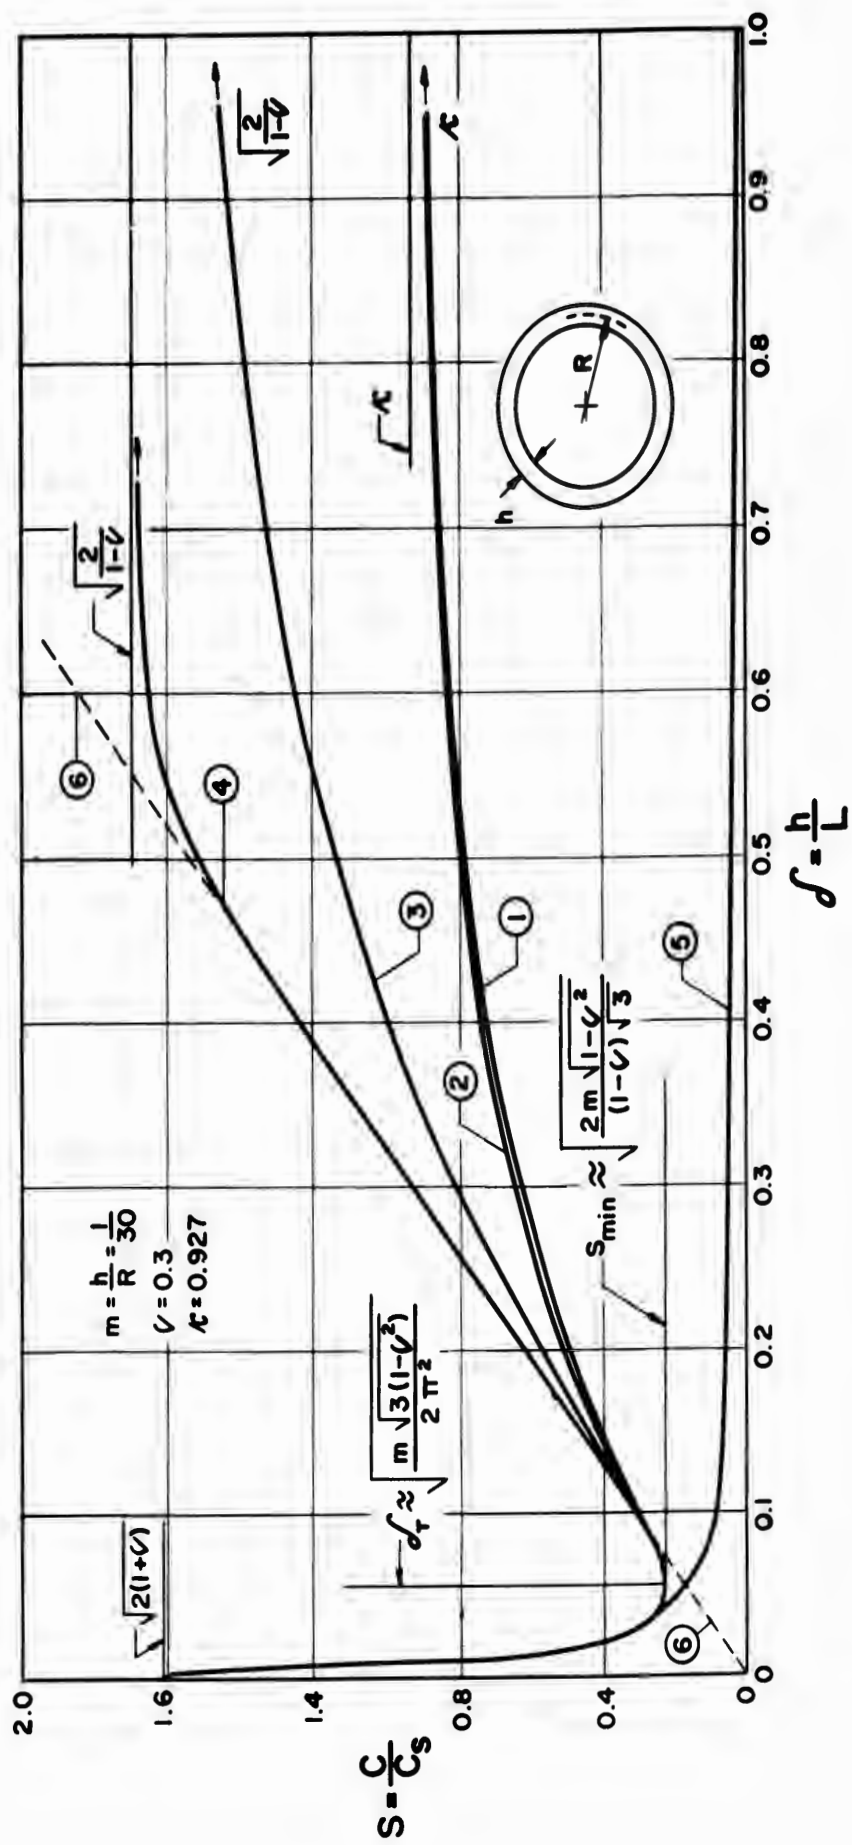 2.0
1.6
1.4
0.8
0.4
0
S = C/Cₛ
√2(1+ν)
m = h/R = 1/30
ν = 0.3
κ = 0.927
δ_T ≈ √(m√3(1-ν²)/2π²)
S_min ≈ √(2m√1-ν²/(1-ν)√3)
6
√(2/1-ν)
4
√(2/1-ν)
3
2
1
κ
κ
5
6
h
R
0
0.1
0.2
0.3
0.4
0.5
0.6
0.7
0.8
0.9
1.0
δ = h/L